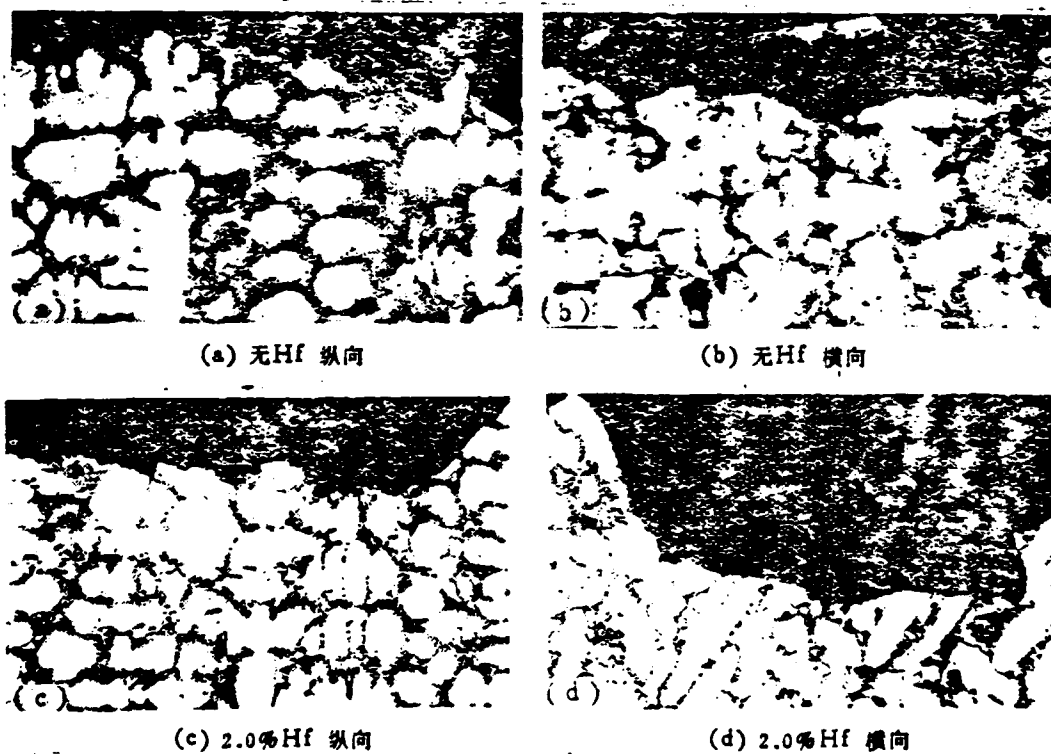 (a)
(b)
(a) 无Hf 纵向
(b) 无Hf 横向
(c)
(d)
(c) 2.0%Hf 纵向
(d) 2.0%Hf 横向